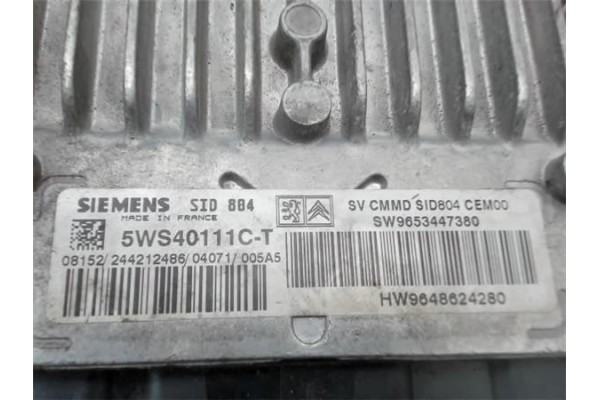 SIEMENS SID 804
MADE IN FRANCE
5WS40111C-T
08152/244212486/04071/005A5
SV CMMD SID804 CEM00
SW9653447380
HW9648624280